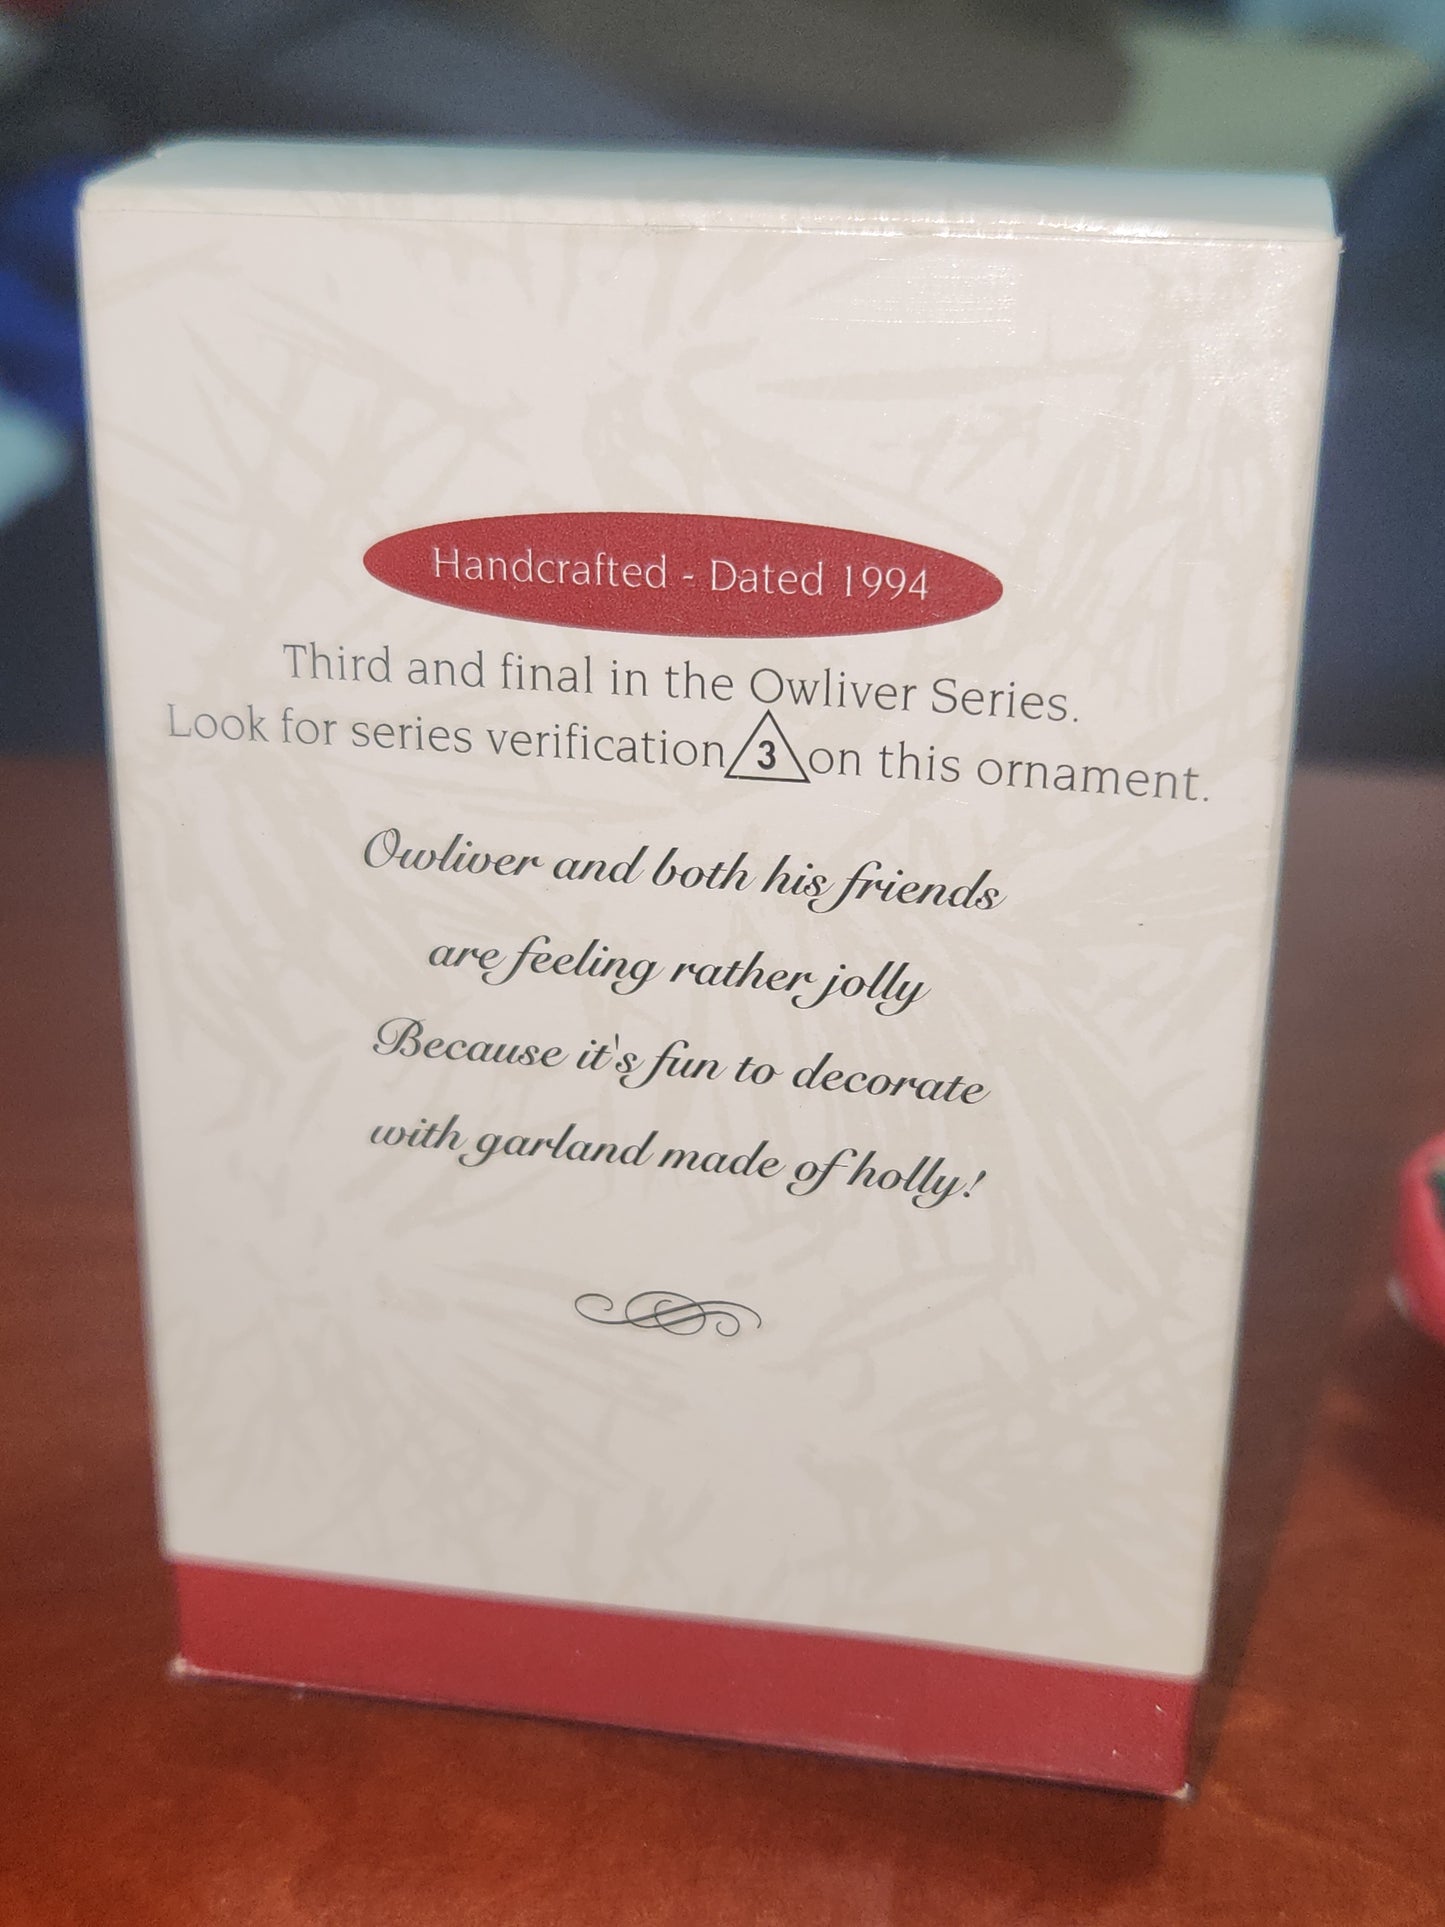 Handcrafted - Dated 1994
Third and final in the Owliver Series.
Look for series verification 3 on this ornament.
Owliver and both his friends
are feeling rather jolly
Because it's fun to decorate
with garland made of holly!